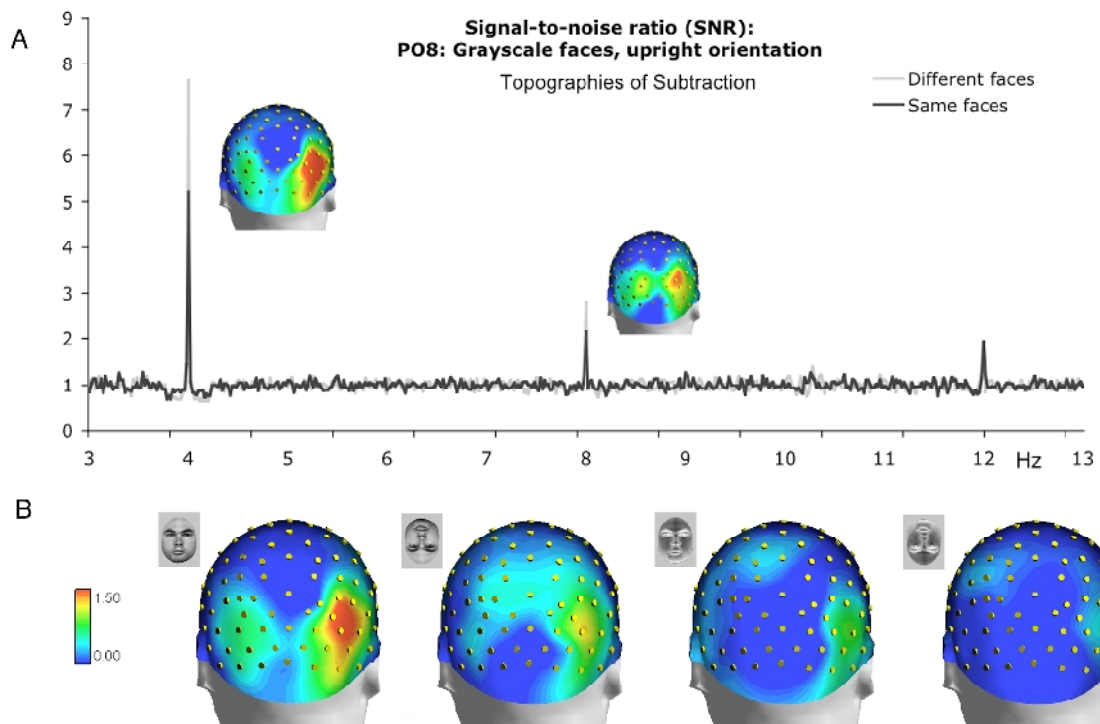 A
Signal-to-noise ratio (SNR):
PO8: Grayscale faces, upright orientation
Topographies of Subtraction
Different faces
Same faces
9
8
7
6
5
4
3
2
1
0
3 4 5 6 7 8 9 10 11 Hz 12 13
B
1.50
0.00